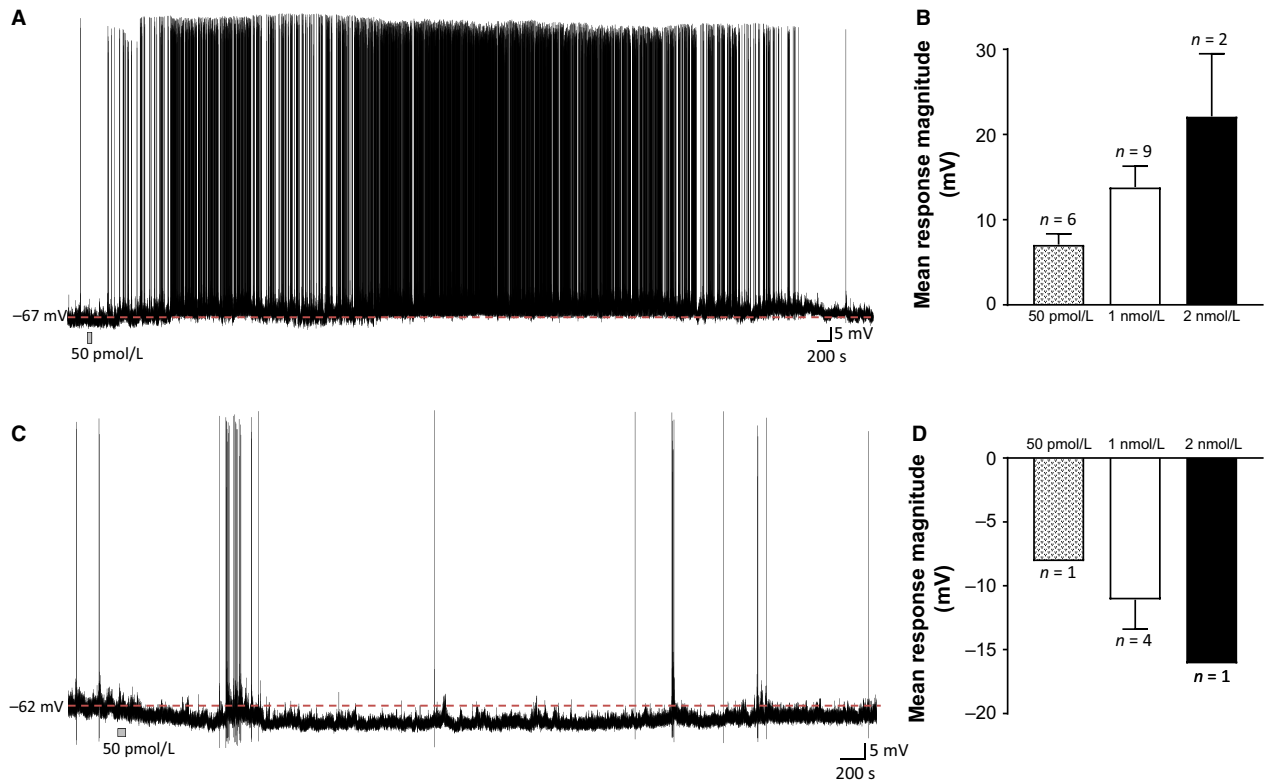 A
−67 mV
50 pmol/L
5 mV
200 s
B
Mean response magnitude
(mV)
30
20
10
0
n = 6
n = 9
n = 2
50 pmol/L
1 nmol/L
2 nmol/L
C
−62 mV
50 pmol/L
5 mV
200 s
D
Mean response magnitude
(mV)
50 pmol/L
1 nmol/L
2 nmol/L
0
−5
−10
−15
−20
n = 1
n = 4
n = 1